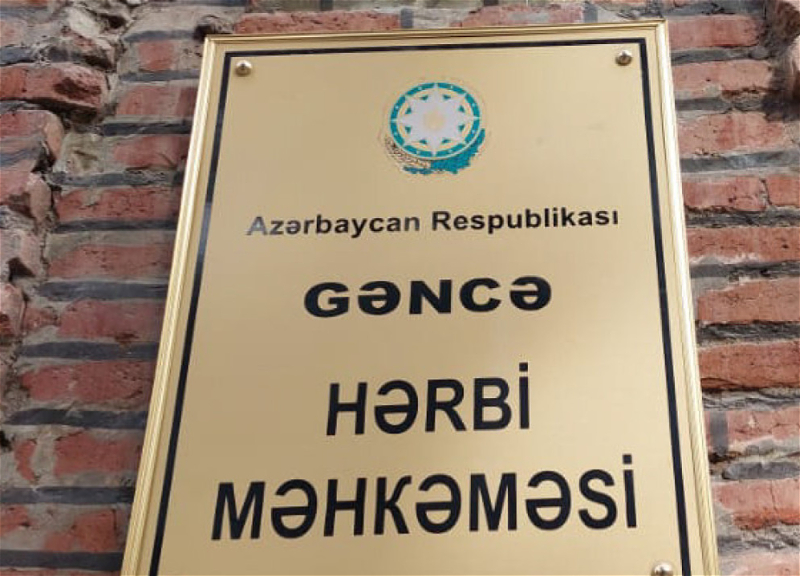 Azərbaycan Respublikası
GƏNCƏ
HƏRBİ
MƏHKƏMƏSİ